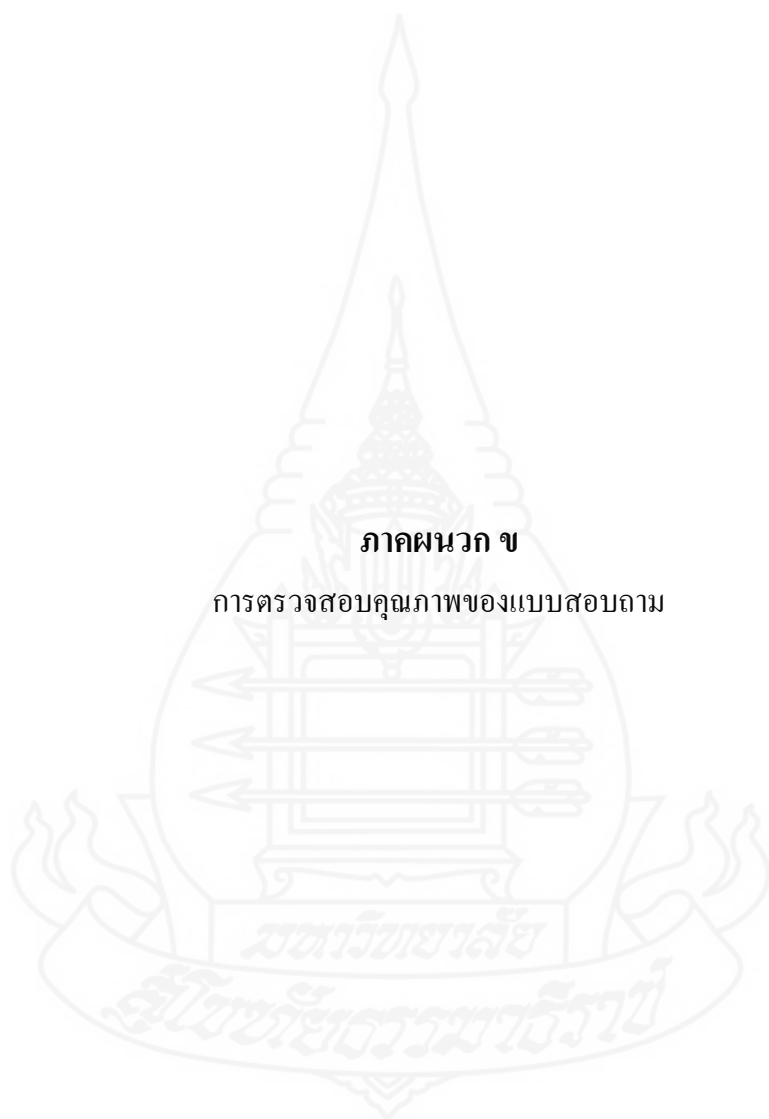 ภาคผนวก ข
การตรวจสอบคุณภาพของแบบสอบถาม
มหาวิทยาลัย
สุโขทัยธรรมาธิราช